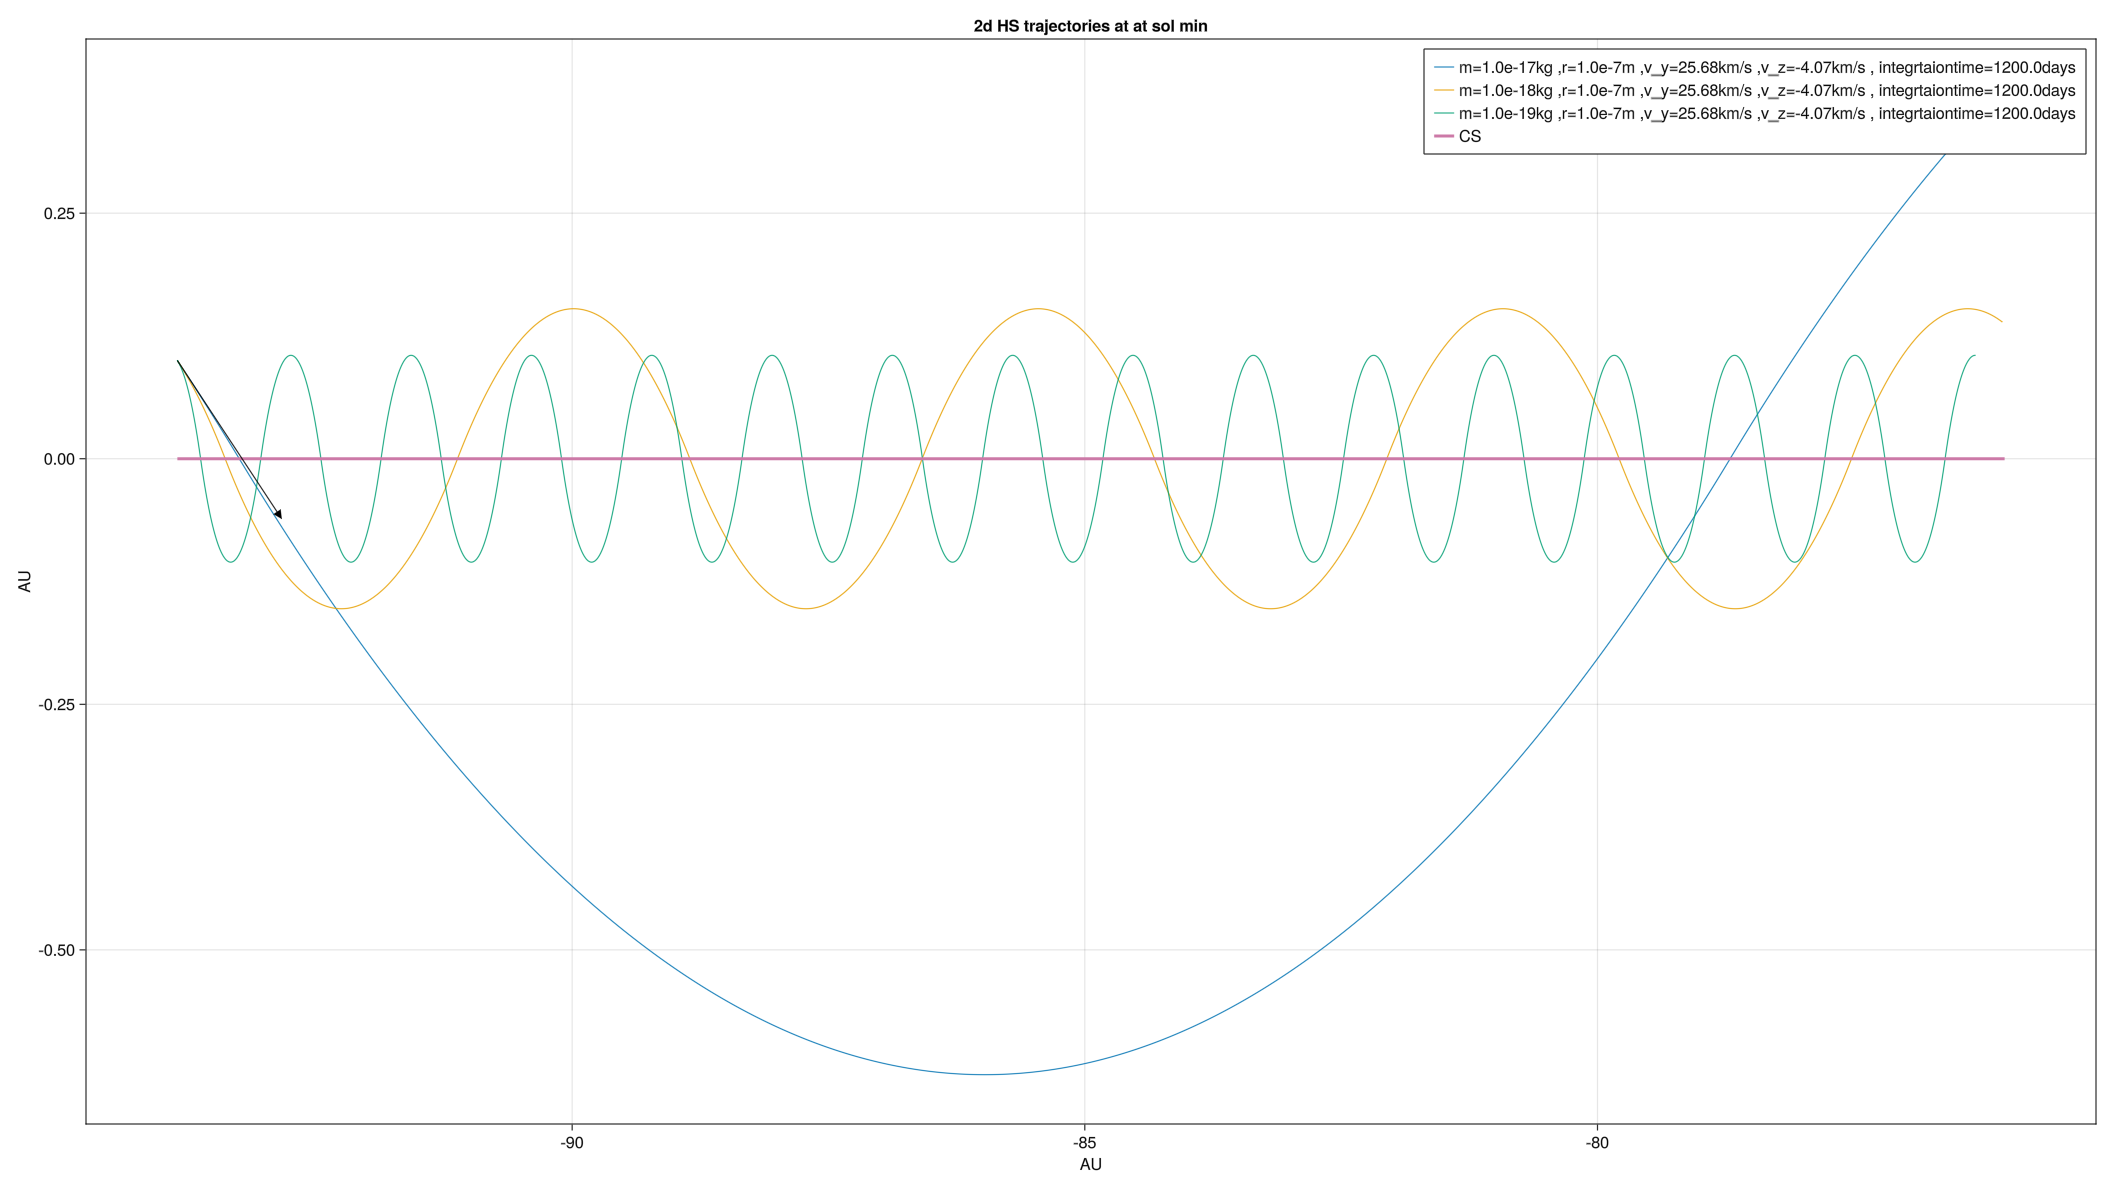 2d HS trajectories at at sol min
m=1.0e-17kg ,r=1.0e-7m ,v_y=25.68km/s ,v_z=-4.07km/s , integrtaiontime=1200.0days
m=1.0e-18kg ,r=1.0e-7m ,v_y=25.68km/s ,v_z=-4.07km/s , integrtaiontime=1200.0days
m=1.0e-19kg ,r=1.0e-7m ,v_y=25.68km/s ,v_z=-4.07km/s , integrtaiontime=1200.0days
CS
0.25
0.00
-0.25
-0.50
AU
-90
-85
-80
AU